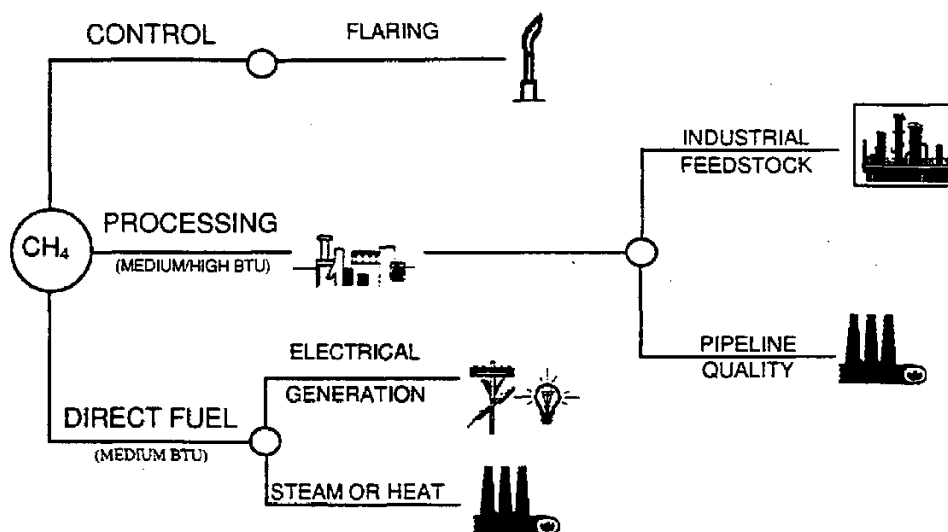 CONTROL
FLARING
INDUSTRIAL
FEEDSTOCK
CH₄
PROCESSING
(MEDIUM/HIGH BTU)
PIPELINE
QUALITY
ELECTRICAL
GENERATION
DIRECT FUEL
(MEDIUM BTU)
STEAM OR HEAT